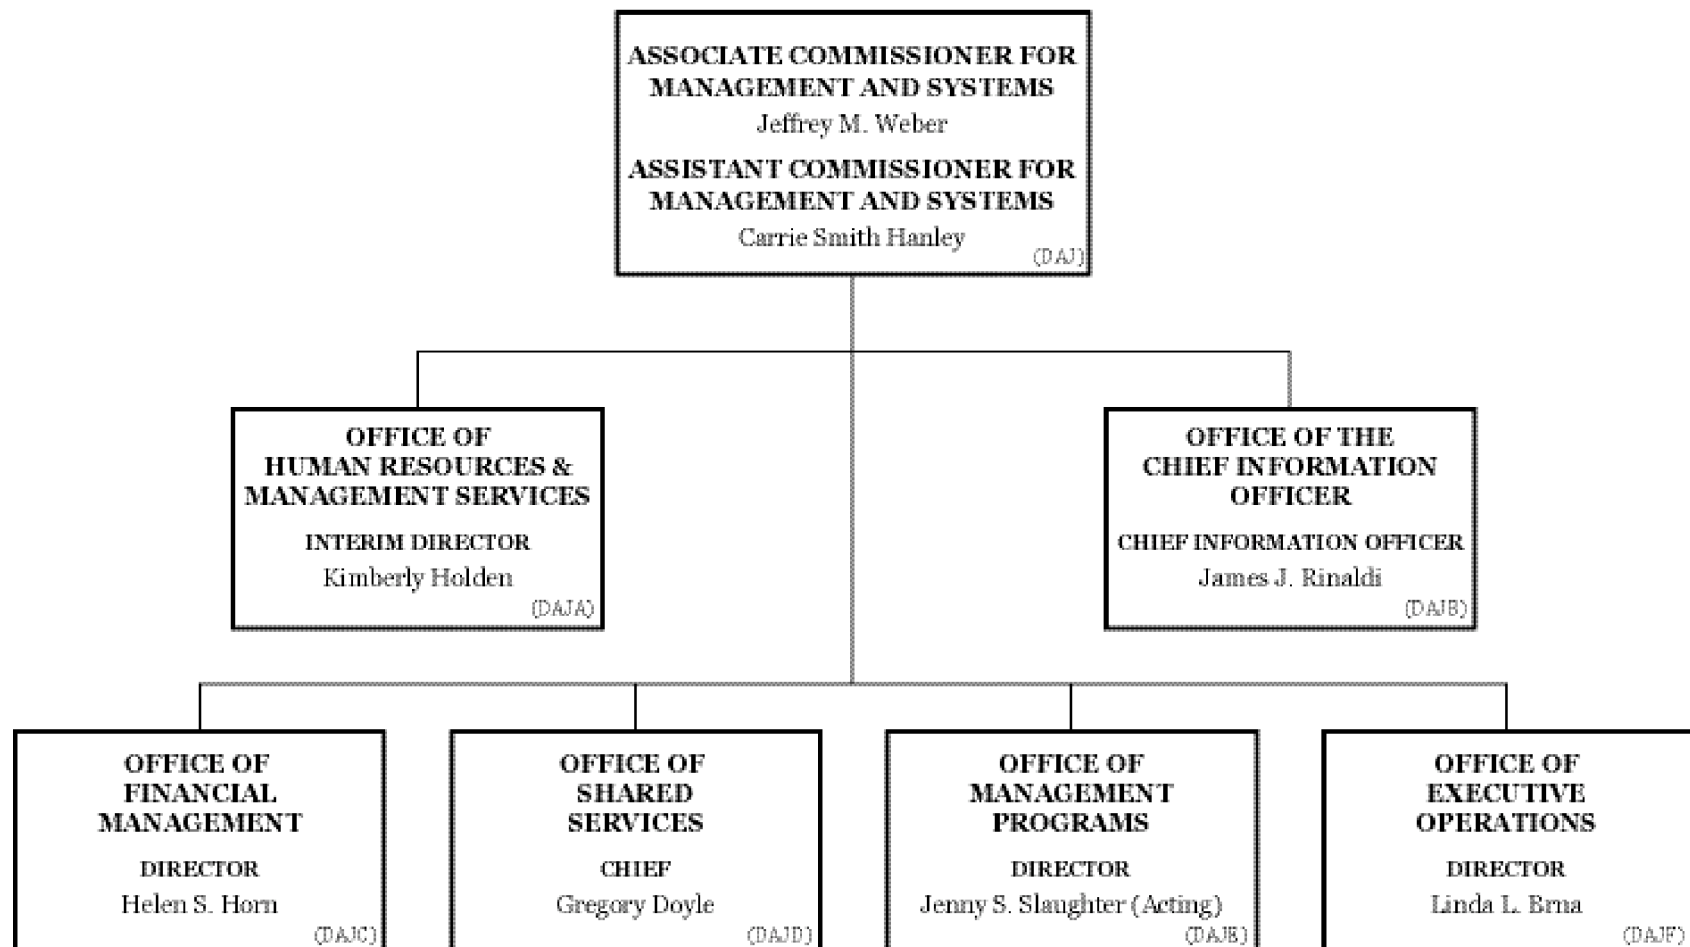 ASSOCIATE COMMISSIONER FOR
MANAGEMENT AND SYSTEMS
Jeffrey M. Weber
ASSISTANT COMMISSIONER FOR
MANAGEMENT AND SYSTEMS
Carrie Smith Hanley
(DAJ)
OFFICE OF
HUMAN RESOURCES &
MANAGEMENT SERVICES
INTERIM DIRECTOR
Kimberly Holden
(DAJA)
OFFICE OF THE
CHIEF INFORMATION
OFFICER
CHIEF INFORMATION OFFICER
James J. Rinaldi
(DAJB)
OFFICE OF
FINANCIAL
MANAGEMENT
DIRECTOR
Helen S. Horn
(DAJC)
OFFICE OF
SHARED
SERVICES
CHIEF
Gregory Doyle
(DAJD)
OFFICE OF
MANAGEMENT
PROGRAMS
DIRECTOR
Jenny S. Slaughter (Acting)
(DAJE)
OFFICE OF
EXECUTIVE
OPERATIONS
DIRECTOR
Linda L. Brna
(DAJF)